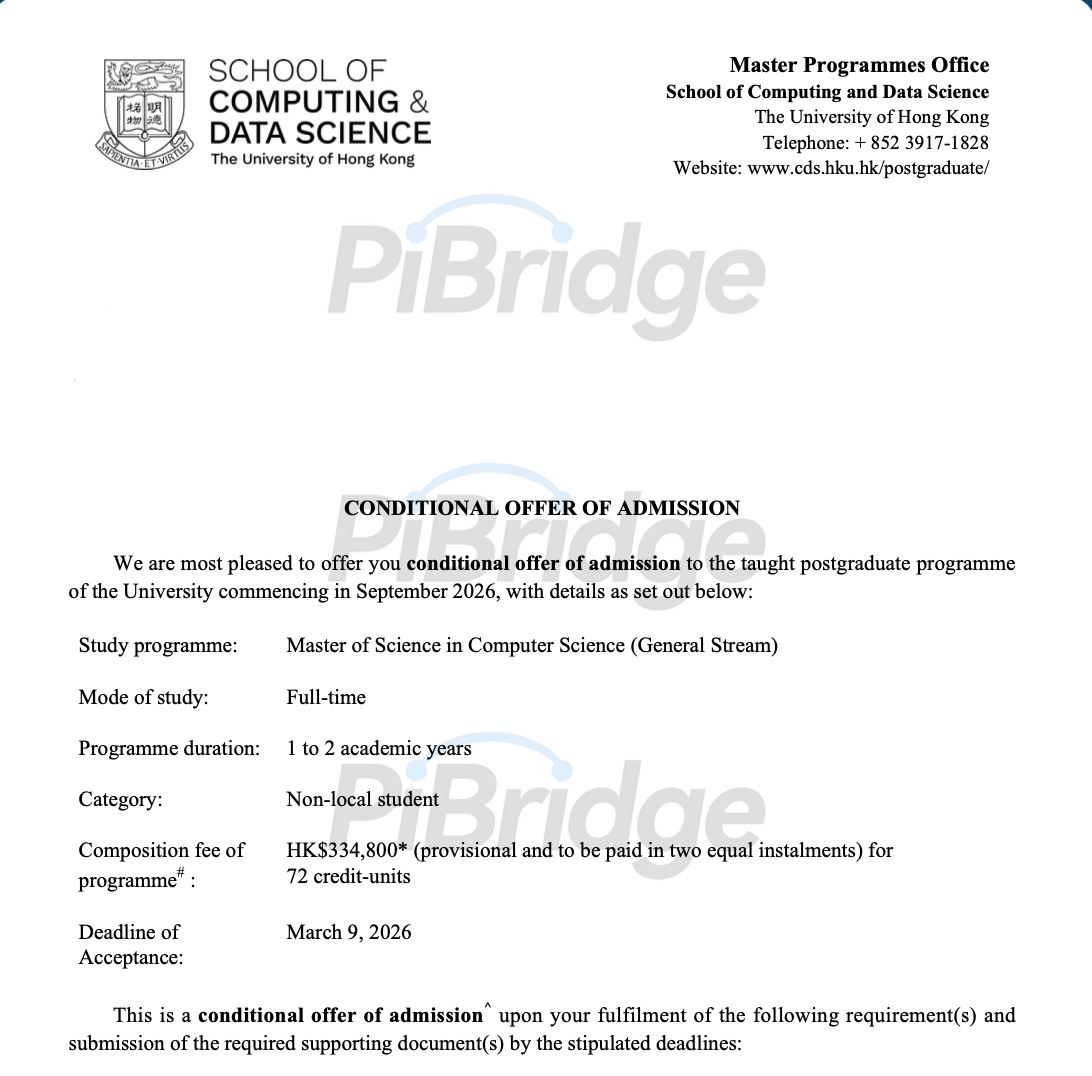 SCHOOL OF
COMPUTING &
DATA SCIENCE
The University of Hong Kong
明德
格物
SAPIENTIA·ET·VIRTUS
Master Programmes Office
School of Computing and Data Science
The University of Hong Kong
Telephone: + 852 3917-1828
Website: www.cds.hku.hk/postgraduate/
PiBridge
PiBridge
CONDITIONAL OFFER OF ADMISSION
We are most pleased to offer you conditional offer of admission to the taught postgraduate programme
of the University commencing in September 2026, with details as set out below:
Study programme: Master of Science in Computer Science (General Stream)
Mode of study: Full-time
Programme duration: 1 to 2 academic years
PiBridge
Category: Non-local student
Composition fee of HK$334,800* (provisional and to be paid in two equal instalments) for
programme# : 72 credit-units
Deadline of March 9, 2026
Acceptance:
This is a conditional offer of admission^ upon your fulfilment of the following requirement(s) and
submission of the required supporting document(s) by the stipulated deadlines: